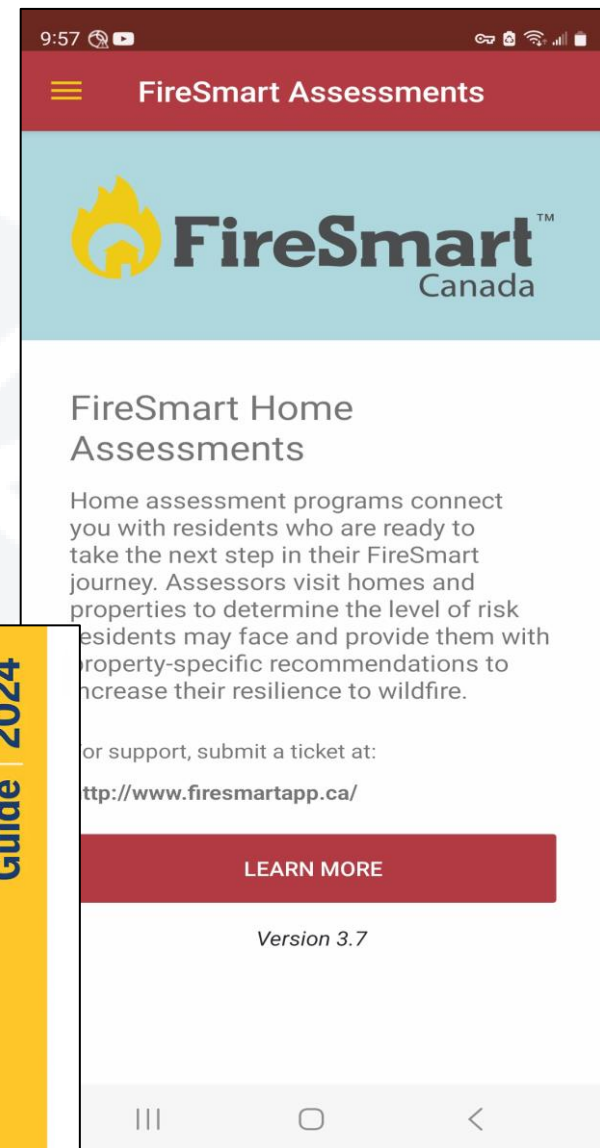 9:57
FireSmart Assessments
FireSmart™
Canada
FireSmart Home
Assessments
Home assessment programs connect
you with residents who are ready to
take the next step in their FireSmart
journey. Assessors visit homes and
properties to determine the level of risk
residents may face and provide them with
property-specific recommendations to
increase their resilience to wildfire.
For support, submit a ticket at:
http://www.firesmartapp.ca/
LEARN MORE
Version 3.7
Guide | 2024